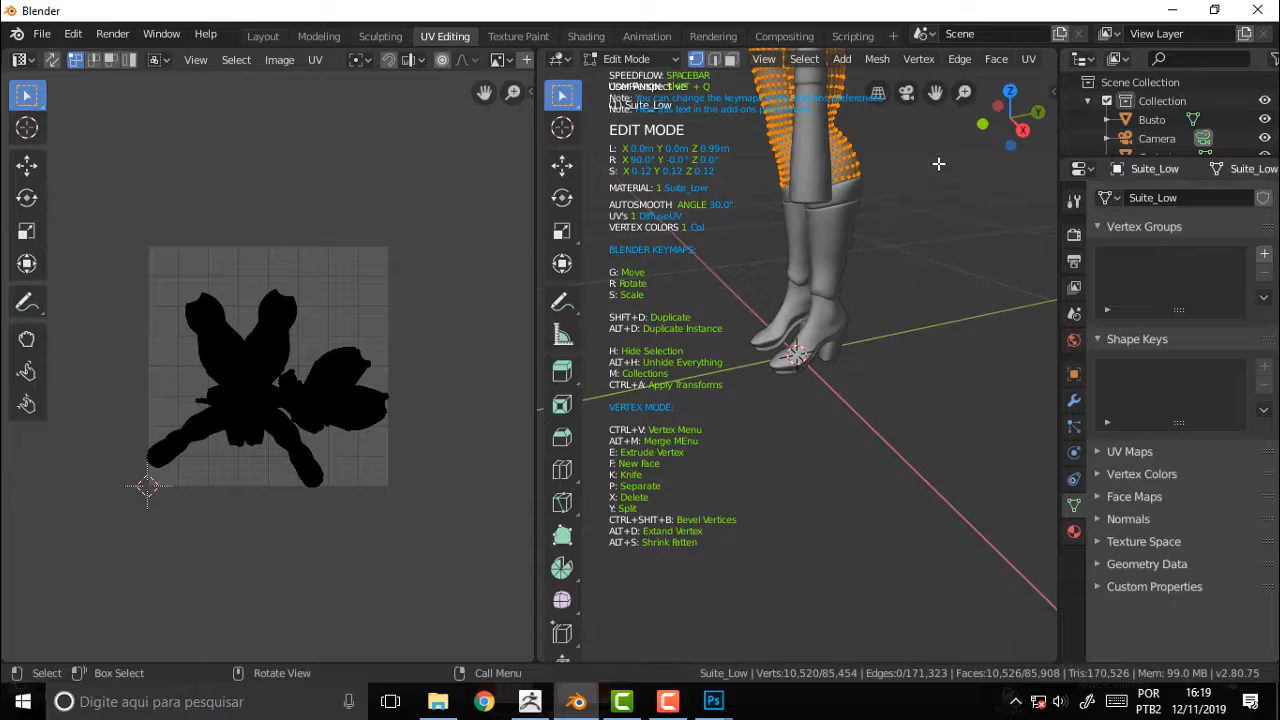 Blender
File Edit Render Window Help
Layout Modeling Sculpting UV Editing Texture Paint Shading Animation Rendering Compositing Scripting
Scene
View Layer
View Select Image UV
Edit Mode
View Select Add Mesh Vertex Edge Face UV
SPEEDFLOW: SPACEBAR
Note: You can change the keymap
EDIT MODE
L: X 0.0m Y 0.0m Z 0.99m
R: X 90.0° Y -0.0° Z 0.0°
S: X 0.12 Y 0.12 Z 0.12
MATERIAL: 1 Suite_Low
AUTOSMOOTH ANGLE 30.0°
UV's 1 DiffuseUV
VERTEX COLORS 1 Col
BLENDER KEYMAPS:
G: Move
R: Rotate
S: Scale
SHFT+D: Duplicate
ALT+D: Duplicate Instance
H: Hide Selection
ALT+H: Unhide Everything
M: Collections
CTRL+A: Apply Transforms
VERTEX MODE:
CTRL+V: Vertex Menu
ALT+M: Merge MEnu
E: Extrude Vertex
F: New Face
K: Knife
P: Separate
X: Delete
Y: Split
CTRL+SHIT+B: Bevel Vertices
ALT+D: Extand Vertex
ALT+S: Shrink Fatten
Z
Y
X
Scene Collection
Collection
Busto
Camera
Suite_Low
Suite_Low
Suite_Low
Vertex Groups
Shape Keys
UV Maps
Vertex Colors
Face Maps
Normals
Texture Space
Geometry Data
Custom Properties
Select Box Select Rotate View Call Menu
Suite_Low | Verts:10,520/85,454 | Edges:0/171,323 | Faces:10,526/85,908 | Tris:170,526 | Mem: 99.0 MB | v2.80.75
Digite aqui para pesquisar
Ps
POR
PTB2
16:19
12/11/2019